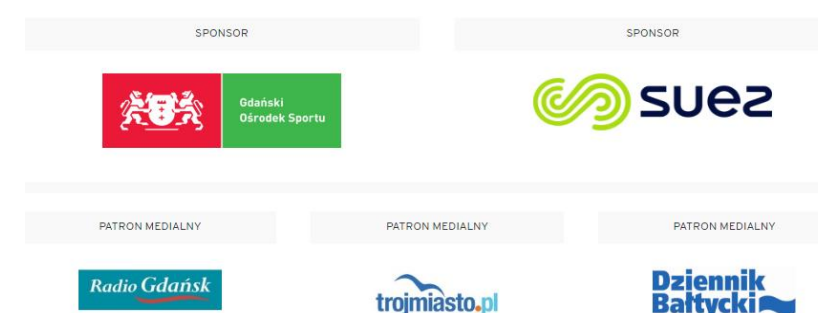 SPONSOR
SPONSOR
Gdański
Ośrodek Sportu
suez
PATRON MEDIALNY
PATRON MEDIALNY
PATRON MEDIALNY
Radio Gdańsk
trojmiasto.pl
Dziennik
Bałtycki